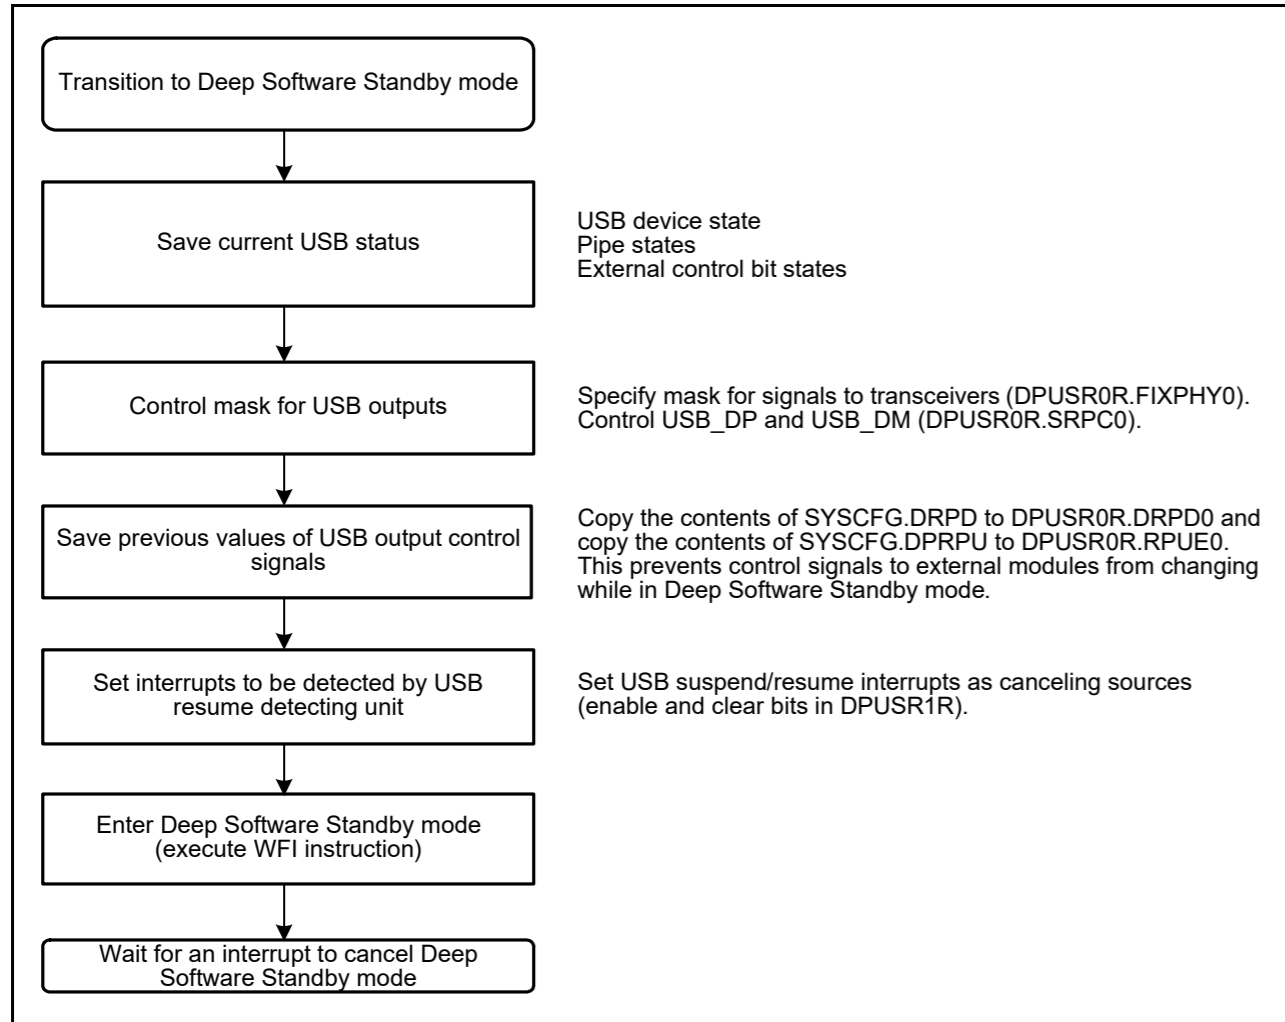 Transition to Deep Software Standby mode
Save current USB status
USB device state
Pipe states
External control bit states
Control mask for USB outputs
Specify mask for signals to transceivers (DPUSR0R.FIXPHY0).
Control USB_DP and USB_DM (DPUSR0R.SRPC0).
Save previous values of USB output control
signals
Copy the contents of SYSCFG.DRPD to DPUSR0R.DRPD0 and
copy the contents of SYSCFG.DPRPU to DPUSR0R.RPUE0.
This prevents control signals to external modules from changing
while in Deep Software Standby mode.
Set interrupts to be detected by USB
resume detecting unit
Set USB suspend/resume interrupts as canceling sources
(enable and clear bits in DPUSR1R).
Enter Deep Software Standby mode
(execute WFI instruction)
Wait for an interrupt to cancel Deep
Software Standby mode